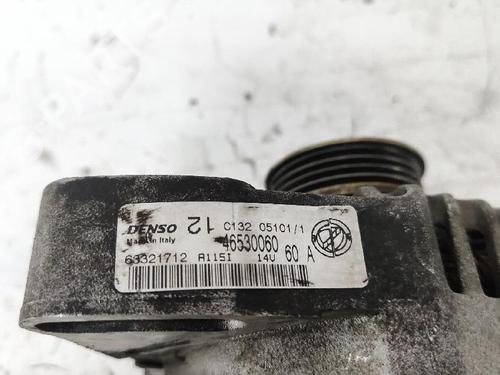 DENSO 12 C132 05101/1
Made in Italy 46530060
63321712 A115I 14V 60 A